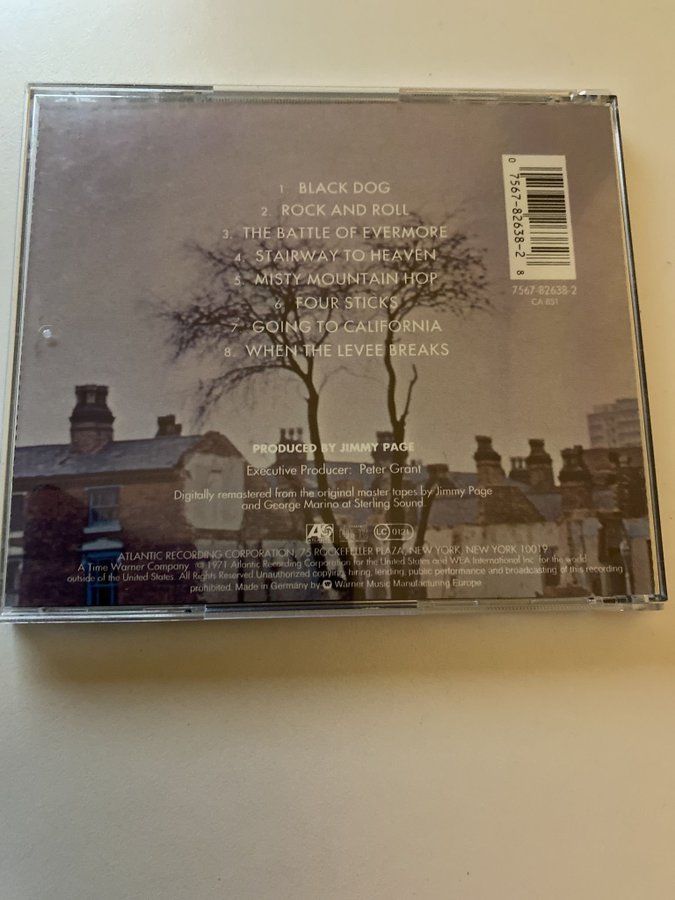 1. BLACK DOG
2. ROCK AND ROLL
3. THE BATTLE OF EVERMORE
4. STAIRWAY TO HEAVEN
5. MISTY MOUNTAIN HOP
6. FOUR STICKS
7. GOING TO CALIFORNIA
8. WHEN THE LEVEE BREAKS
0 7567-82638-2 8
7567-82638-2
CA 851
PRODUCED BY JIMMY PAGE
Executive Producer: Peter Grant
Digitally remastered from the original master tapes by Jimmy Page
and George Marino at Sterling Sound
LC 0121
ATLANTIC RECORDING CORPORATION, 75 ROCKEFELLER PLAZA, NEW YORK, NEW YORK 10019
A Time Warner Company ℗ 1971 Atlantic Recording Corporation for the United States and WEA International Inc. for the world
outside of the United States. All Rights Reserved Unauthorized copying, hiring, lending, public performance and broadcasting of this recording
prohibited. Made in Germany by Warner Music Manufacturing Europe